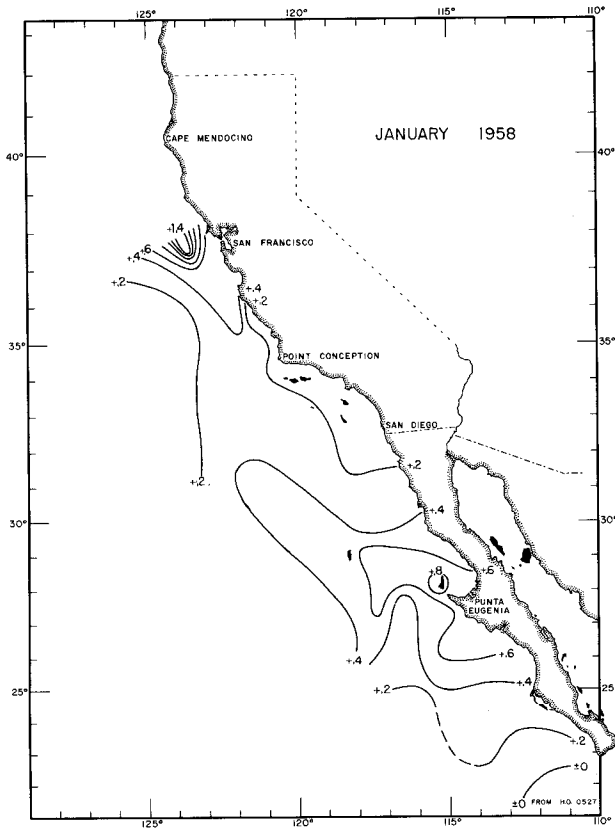 125° 120° 115° 110°
JANUARY 1958
CAPE MENDOCINO
40° 40°
+1.4
SAN FRANCISCO
+.4 +.6
+.2
+.4
+.2
35° 35°
POINT CONCEPTION
SAN DIEGO
+.2
+.2
+.4
30° 30°
+.8
+.6
PUNTA
EUGENIA
+.4
+.6
+.4
25° 25°
+.2
+.2
±0
±0 FROM H.O. 0527
125° 120° 115° 110°